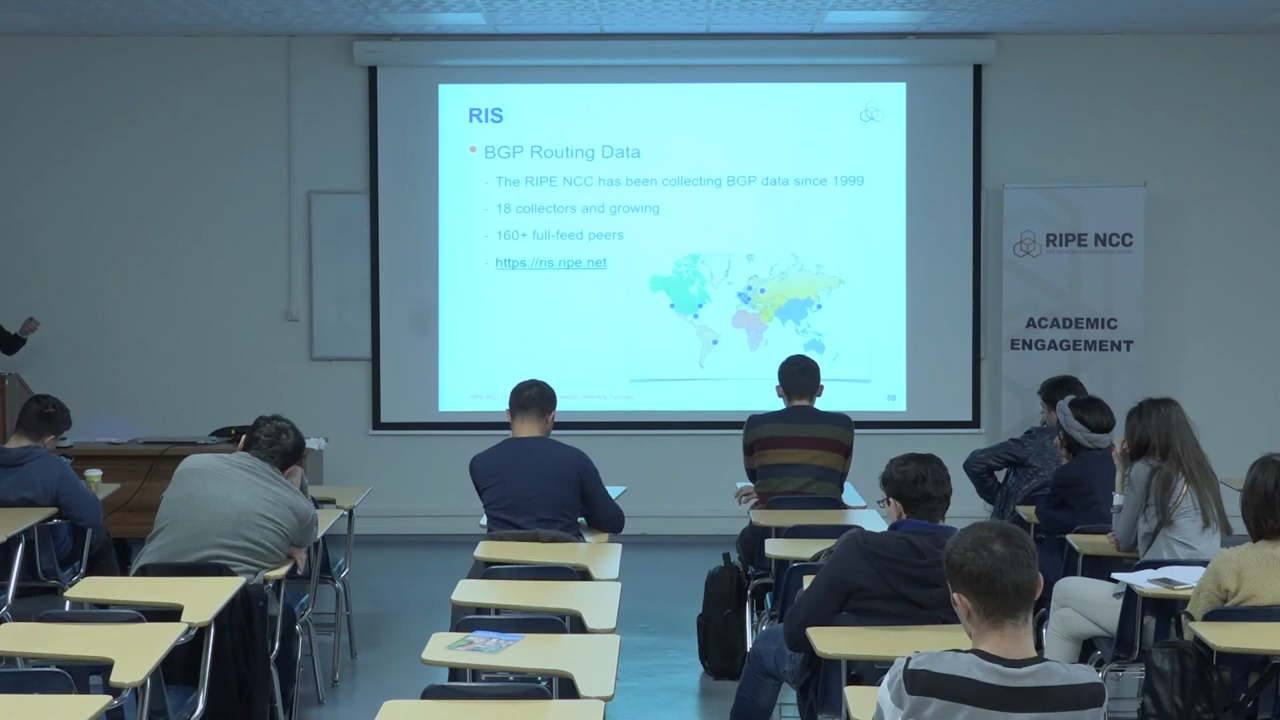 RIS
BGP Routing Data
- The RIPE NCC has been collecting BGP data since 1999
- 18 collectors and growing
- 160+ full-feed peers
- https://ris.ripe.net
59
RIPE NCC
ACADEMIC
ENGAGEMENT